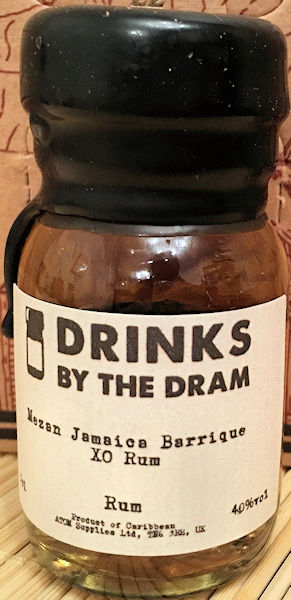 DRINKS
BY THE DRAM
Mezan Jamaica Barrique
XO Rum
Rum
40%vol
Product of Caribbean
ATOM Supplies Ltd, TN6 3RH, UK